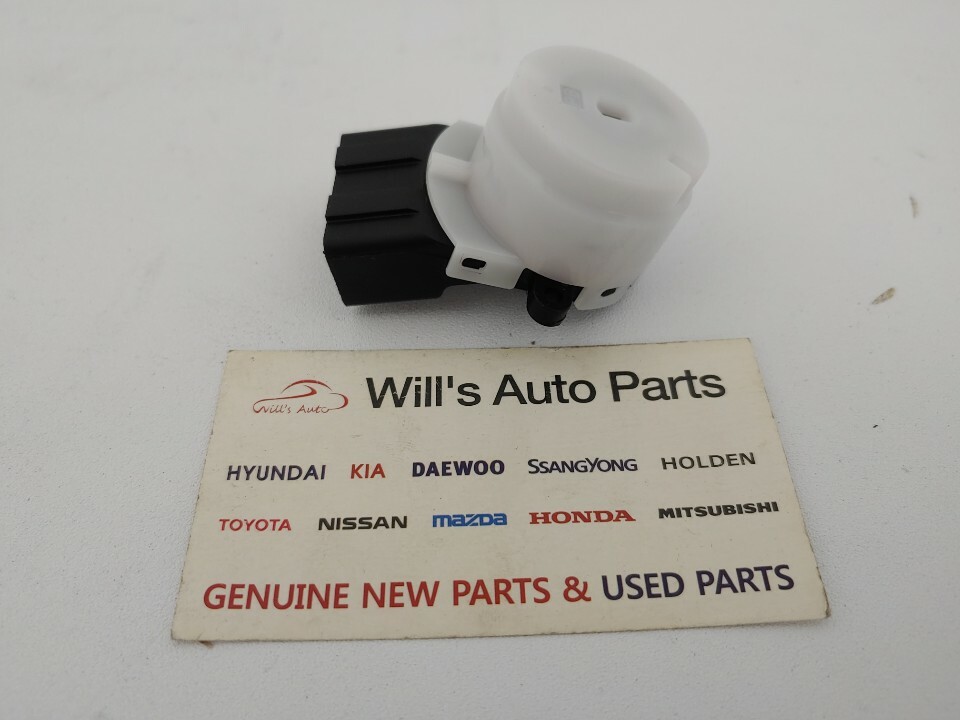 Will's Auto Parts
Will's Auto
HYUNDAI KIA DAEWOO SSANGYONG HOLDEN
TOYOTA NISSAN mazda HONDA MITSUBISHI
GENUINE NEW PARTS & USED PARTS